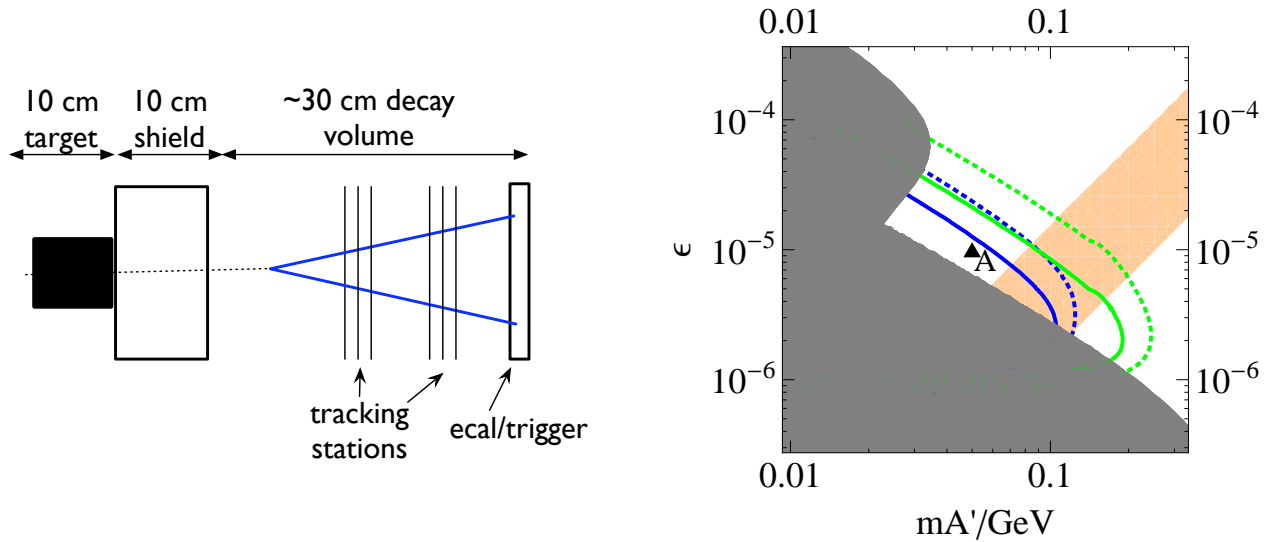 10 cm
target
10 cm
shield
~30 cm decay
volume
tracking
stations
ecal/trigger
0.01
0.1
10⁻⁴
10⁻⁴
ϵ
10⁻⁵
10⁻⁵
A
10⁻⁶
10⁻⁶
0.01
0.1
mA'/GeV